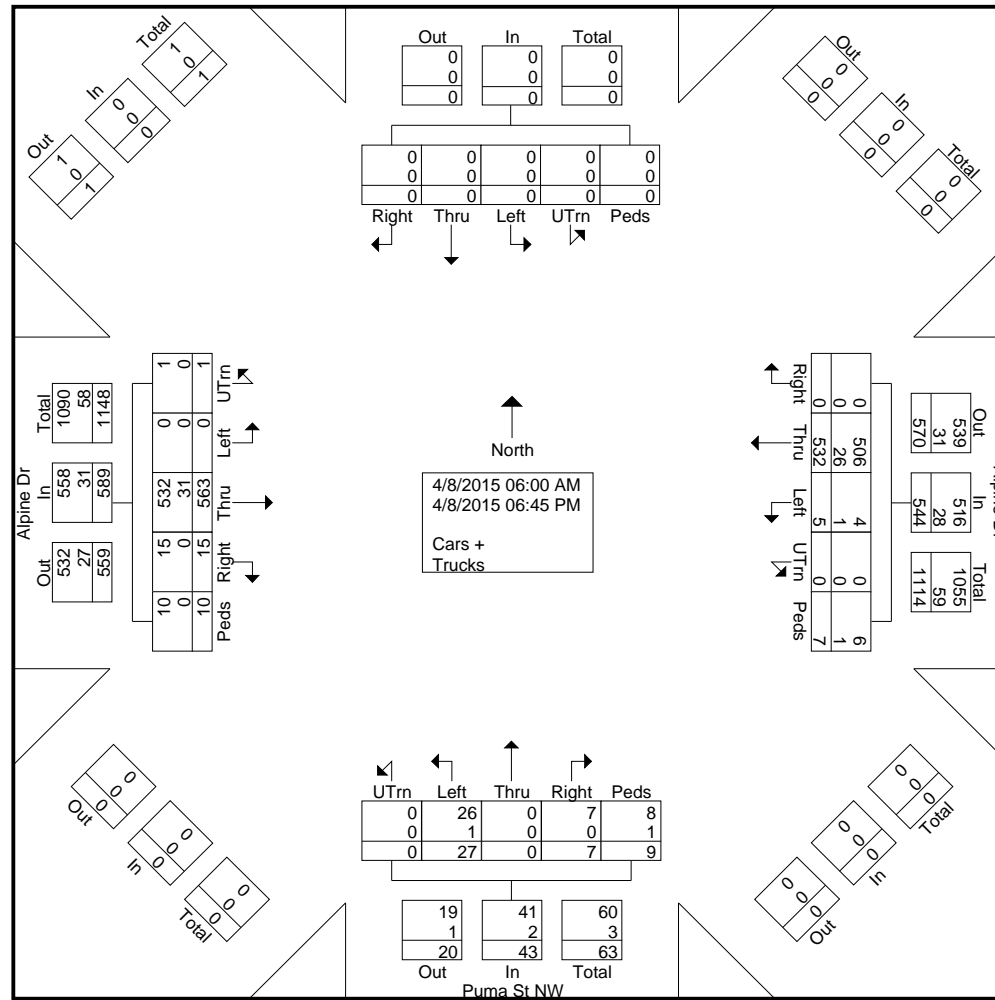 Out In Total
0 0 0
0 0 0
0 0 0
0 0 0 0 0
0 0 0 0 0
0 0 0 0 0
Right Thru Left UTrn Peds
Total
1
0
1
In
0
0
0
Out
1
0
1
Out
0
0
0
In
0
0
0
Total
0
0
0
Alpine Dr
Total
1090
58
1148
In
558
31
589
Out
532
27
559
1 0 1 UTrn
0 0 0 Left
532 31 563 Thru
15 0 15 Right
10 0 10 Peds
North
4/8/2015 06:00 AM
4/8/2015 06:45 PM
Cars +
Trucks
Right 0 0 0
Thru 506 26 532
Left 4 1 5
UTrn 0 0 0
Peds 6 1 7
Out
539
31
570
In
516
28
544
Total
1055
59
1114
Out
0
0
0
In
0
0
0
Total
0
0
0
UTrn Left Thru Right Peds
0 26 0 7 8
0 1 0 0 1
0 27 0 7 9
19 41 60
1 2 3
20 43 63
Out In Total
Puma St NW
Total
0
0
0
In
0
0
0
Out
0
0
0